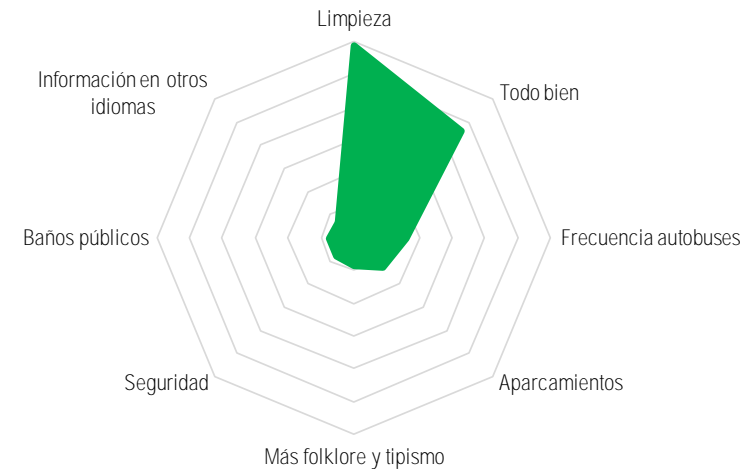 Limpieza
Todo bien
Frecuencia autobuses
Aparcamientos
Más folklore y tipismo
Seguridad
Baños públicos
Información en otros
idiomas